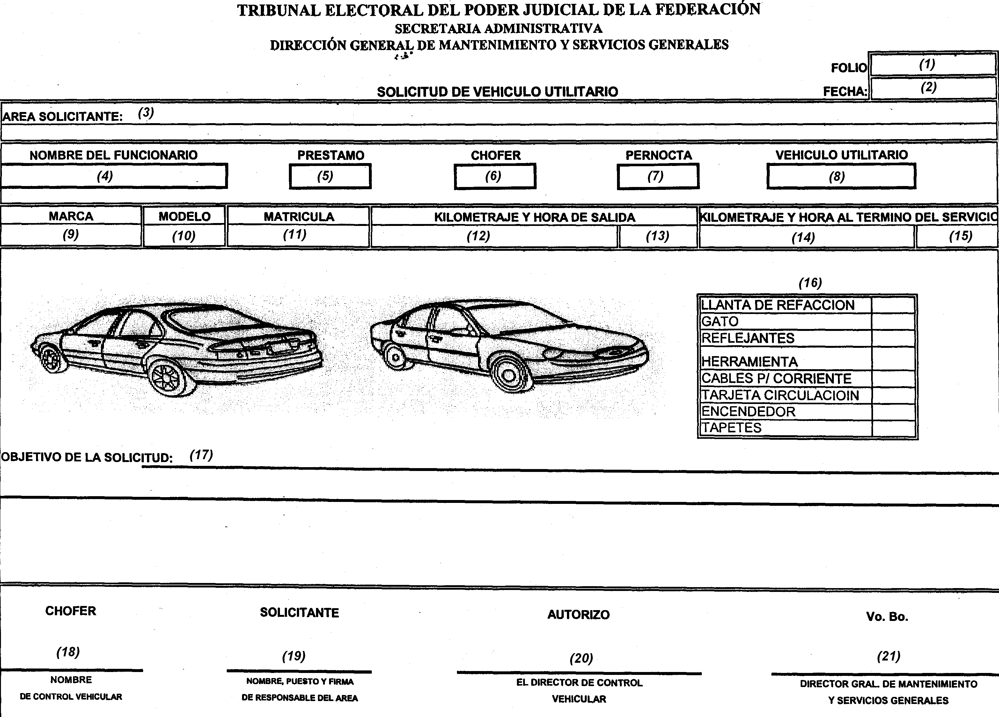 TRIBUNAL ELECTORAL DEL PODER JUDICIAL DE LA FEDERACIÓN
SECRETARIA ADMINISTRATIVA
DIRECCIÓN GENERAL DE MANTENIMIENTO Y SERVICIOS GENERALES
FOLIO (1)
SOLICITUD DE VEHICULO UTILITARIO FECHA: (2)
AREA SOLICITANTE: (3)
NOMBRE DEL FUNCIONARIO PRESTAMO CHOFER PERNOCTA VEHICULO UTILITARIO
(4) (5) (6) (7) (8)
MARCA MODELO MATRICULA KILOMETRAJE Y HORA DE SALIDA KILOMETRAJE Y HORA AL TERMINO DEL SERVICIO
(9) (10) (11) (12) (13) (14) (15)
(16)
LLANTA DE REFACCION
GATO
REFLEJANTES
HERRAMIENTA
CABLES P/ CORRIENTE
TARJETA CIRCULACIOIN
ENCENDEDOR
TAPETES
OBJETIVO DE LA SOLICITUD: (17)
CHOFER SOLICITANTE AUTORIZO Vo. Bo.
(18) (19) (20) (21)
NOMBRE NOMBRE, PUESTO Y FIRMA EL DIRECTOR DE CONTROL DIRECTOR GRAL. DE MANTENIMIENTO
DE CONTROL VEHICULAR DE RESPONSABLE DEL AREA VEHICULAR Y SERVICIOS GENERALES